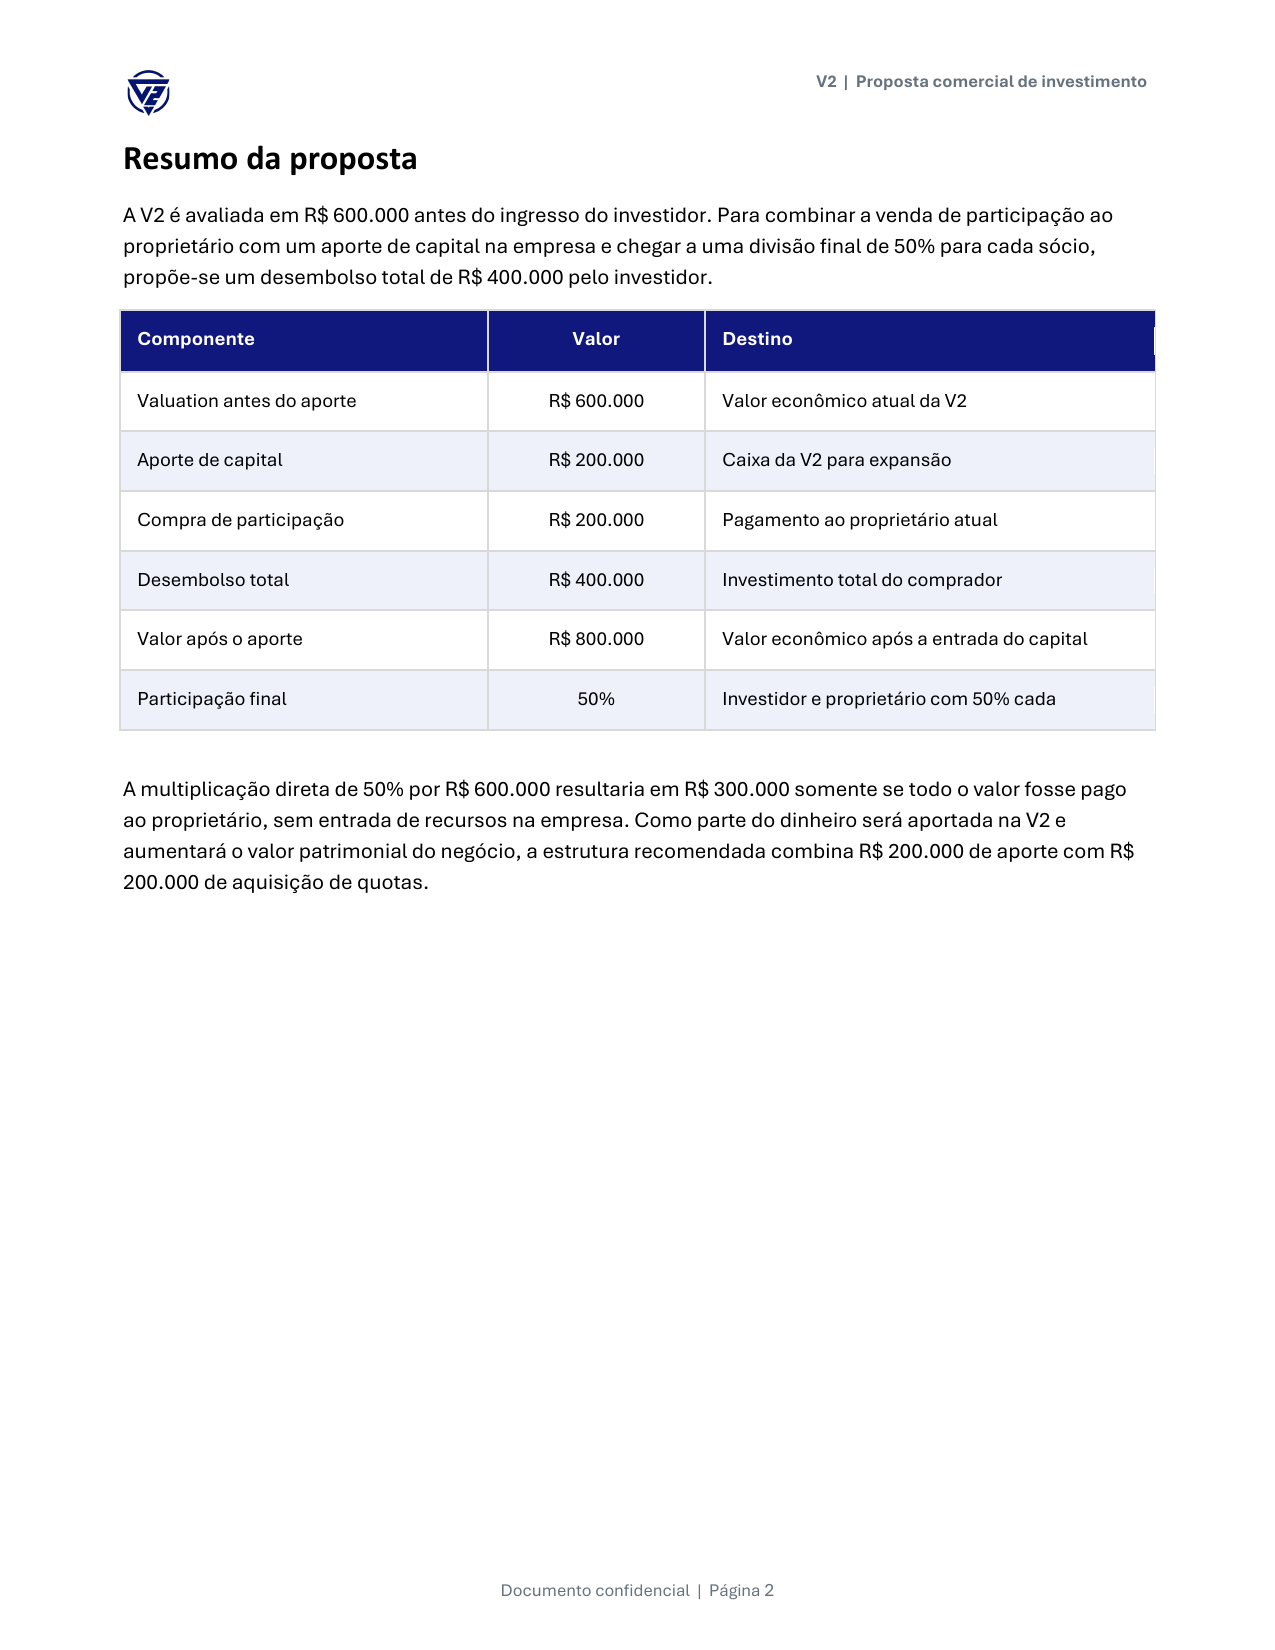 V2
V2 | Proposta comercial de investimento
Resumo da proposta
A V2 é avaliada em R$ 600.000 antes do ingresso do investidor. Para combinar a venda de participação ao
proprietário com um aporte de capital na empresa e chegar a uma divisão final de 50% para cada sócio,
propõe-se um desembolso total de R$ 400.000 pelo investidor.
Componente Valor Destino
Valuation antes do aporte R$ 600.000 Valor econômico atual da V2
Aporte de capital R$ 200.000 Caixa da V2 para expansão
Compra de participação R$ 200.000 Pagamento ao proprietário atual
Desembolso total R$ 400.000 Investimento total do comprador
Valor após o aporte R$ 800.000 Valor econômico após a entrada do capital
Participação final 50% Investidor e proprietário com 50% cada
A multiplicação direta de 50% por R$ 600.000 resultaria em R$ 300.000 somente se todo o valor fosse pago
ao proprietário, sem entrada de recursos na empresa. Como parte do dinheiro será aportada na V2 e
aumentará o valor patrimonial do negócio, a estrutura recomendada combina R$ 200.000 de aporte com R$
200.000 de aquisição de quotas.
Documento confidencial | Página 2